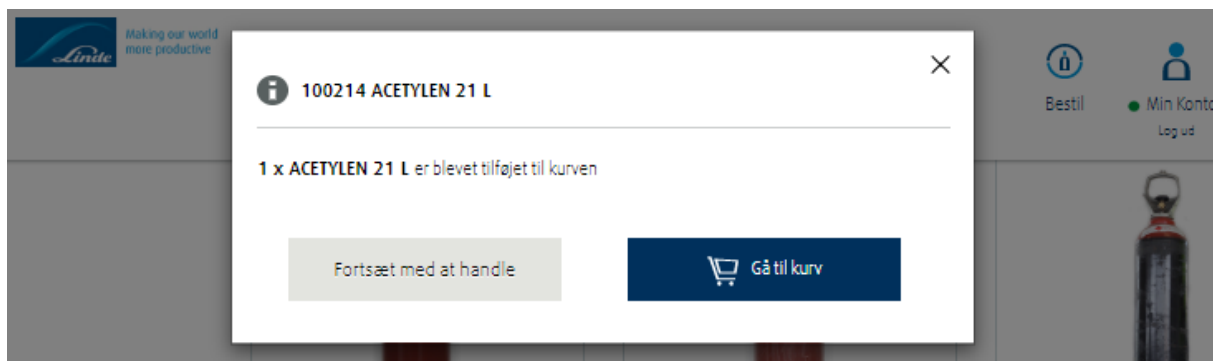 Making our world
more productive
Linde
100214 ACETYLEN 21 L
Bestil
Min Konto
Log ud
1 x ACETYLEN 21 L er blevet tilføjet til kurven
Fortsæt med at handle
Gå til kurv